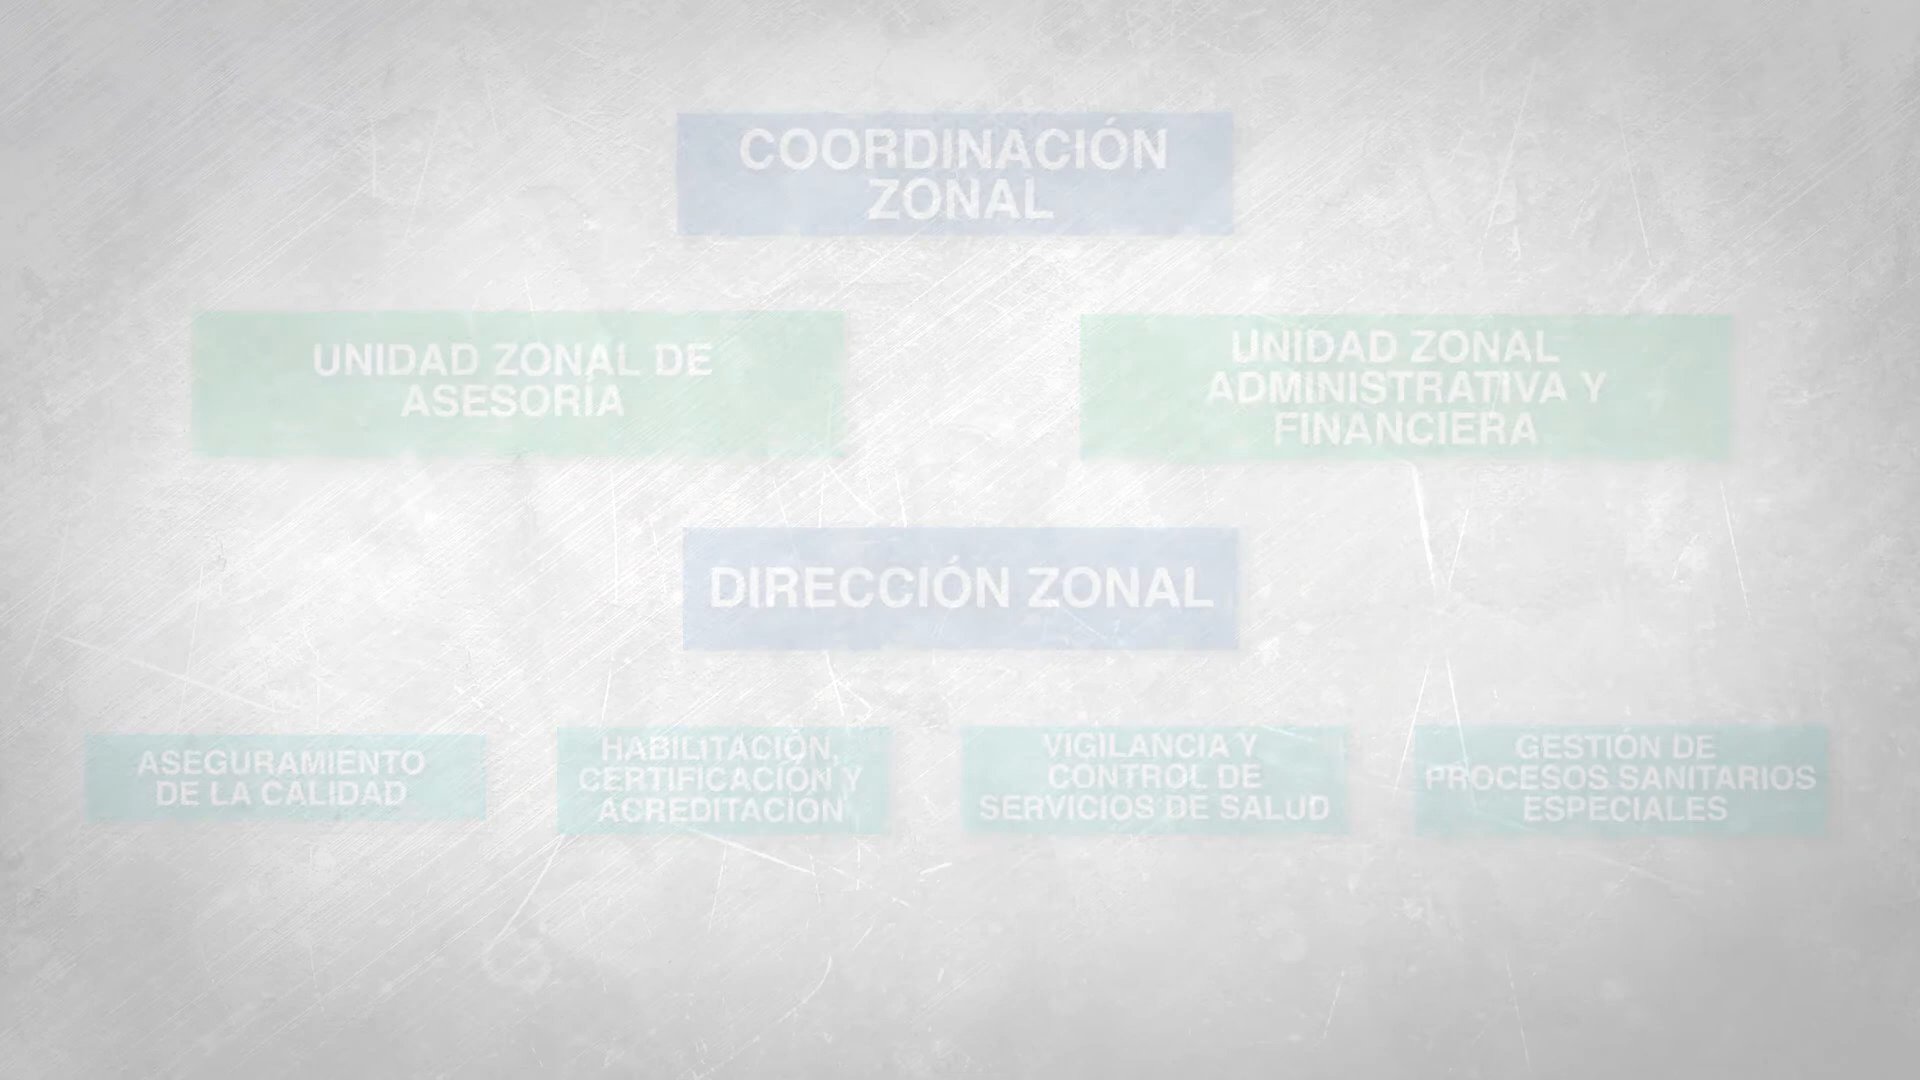 COORDINACIÓN
ZONAL
UNIDAD ZONAL DE
ASESORÍA
UNIDAD ZONAL
ADMINISTRATIVA Y
FINANCIERA
DIRECCIÓN ZONAL
ASEGURAMIENTO
DE LA CALIDAD
HABILITACIÓN,
CERTIFICACIÓN Y
ACREDITACIÓN
VIGILANCIA Y
CONTROL DE
SERVICIOS DE SALUD
GESTIÓN DE
PROCESOS SANITARIOS
ESPECIALES